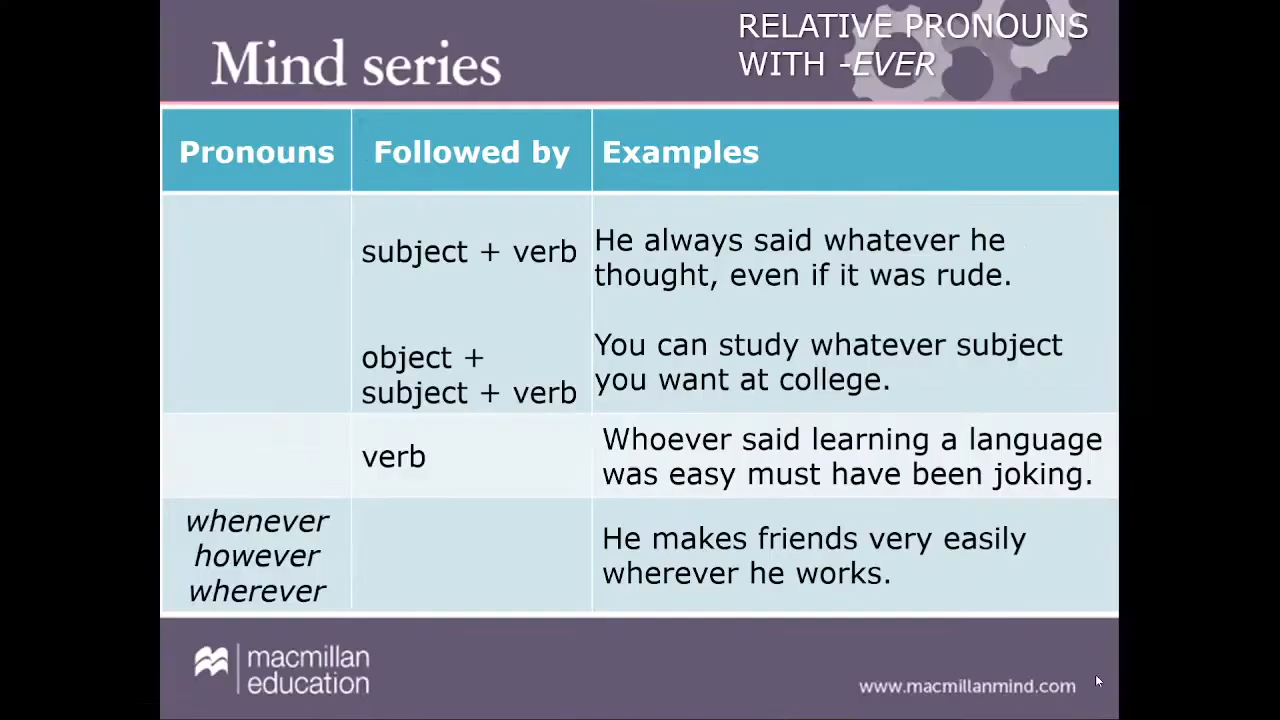 Mind series
RELATIVE PRONOUNS
WITH -EVER
Pronouns
Followed by
Examples
subject + verb
He always said whatever he
thought, even if it was rude.
object +
subject + verb
You can study whatever subject
you want at college.
verb
Whoever said learning a language
was easy must have been joking.
whenever
however
wherever
He makes friends very easily
wherever he works.
macmillan
education
www.macmillanmind.com